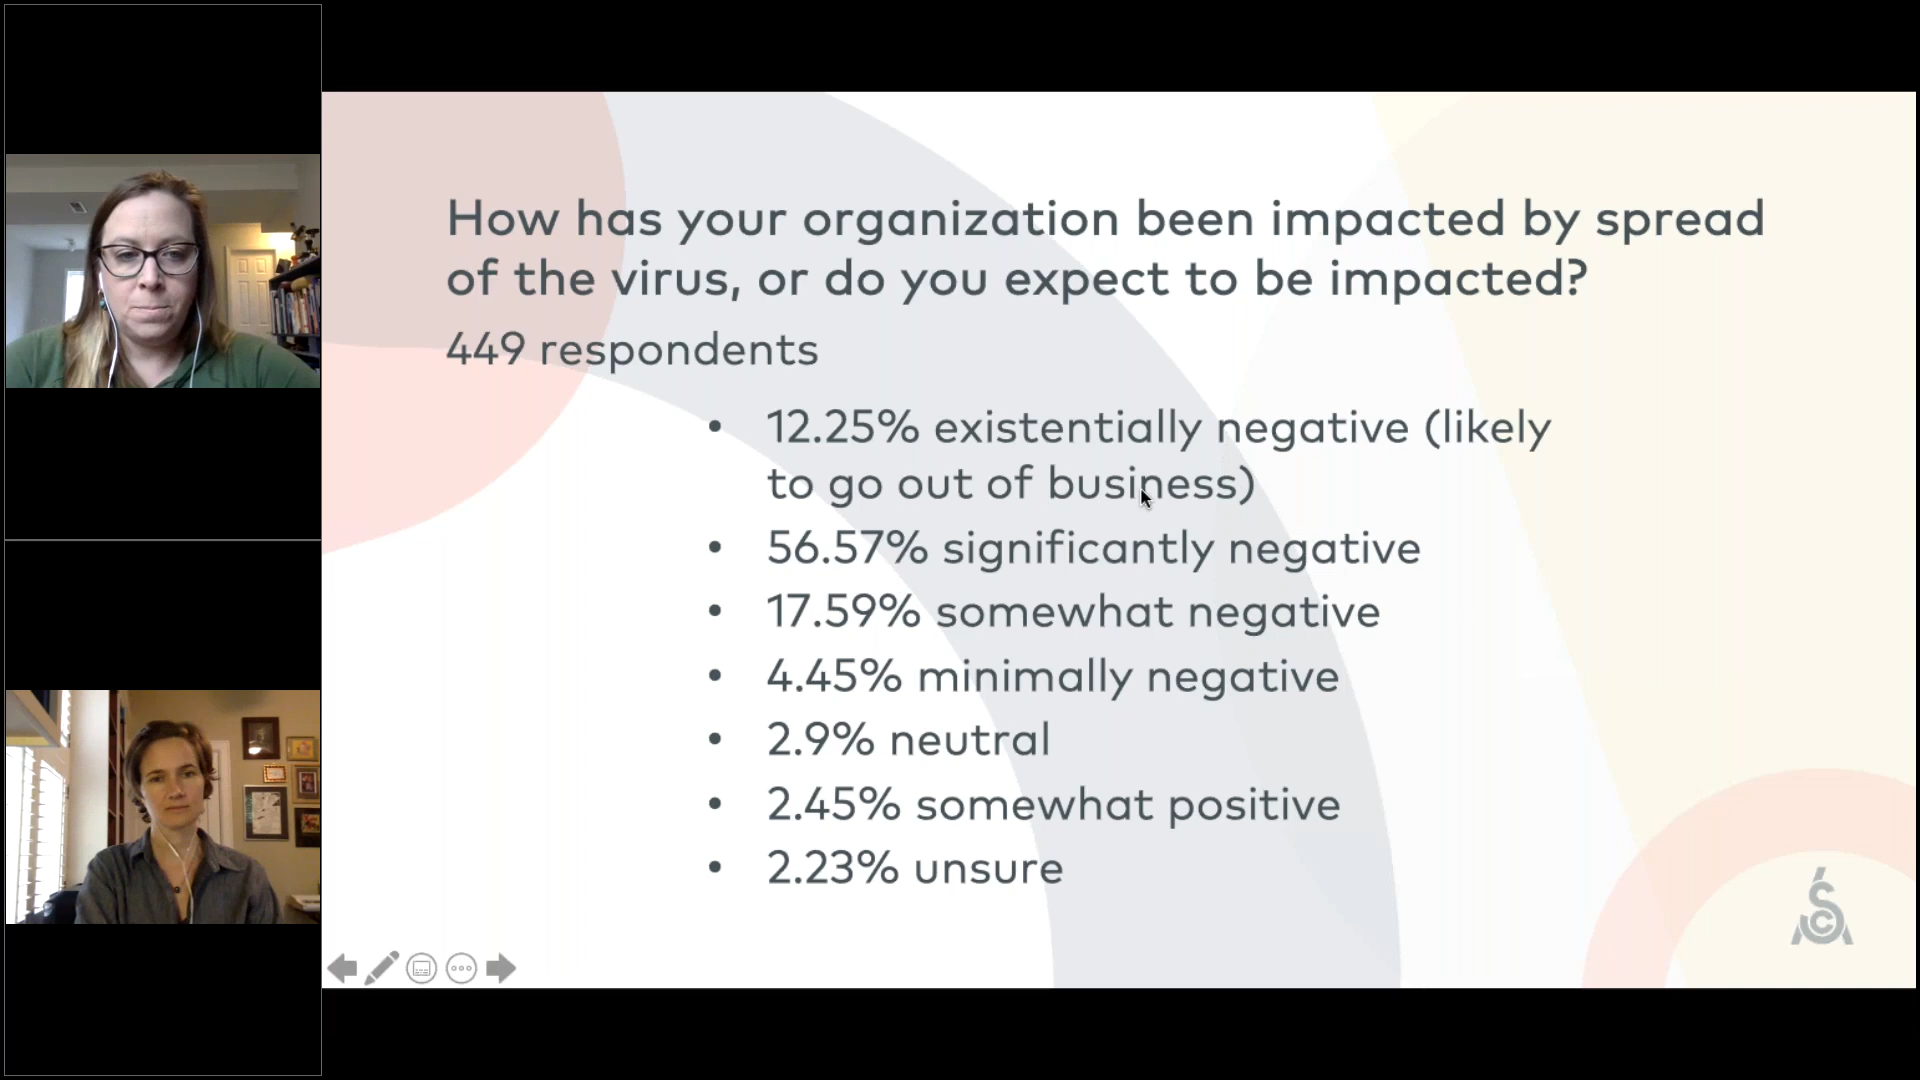 How has your organization been impacted by spread
of the virus, or do you expect to be impacted?
449 respondents
• 12.25% existentially negative (likely
to go out of business)
• 56.57% significantly negative
• 17.59% somewhat negative
• 4.45% minimally negative
• 2.9% neutral
• 2.45% somewhat positive
• 2.23% unsure